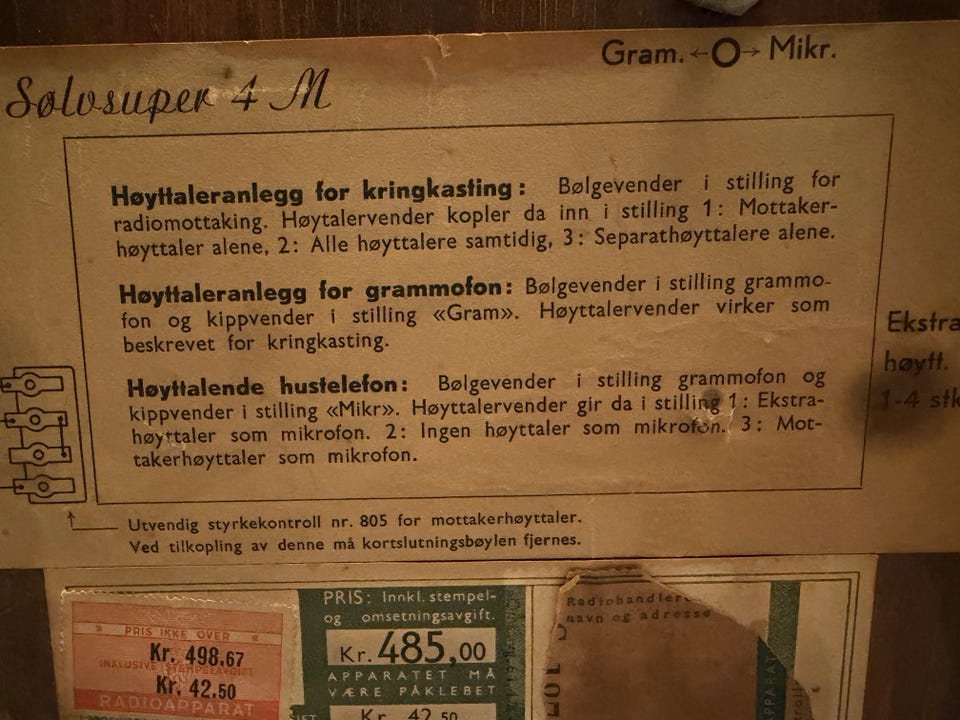 Gram. ←O→ Mikr.
Sølvsuper 4 M
Høyttaleranlegg for kringkasting: Bølgevender i stilling for
radiomottaking. Høytalervender kopler da inn i stilling 1: Mottaker-
høyttaler alene, 2: Alle høyttalere samtidig, 3: Separathøyttalere alene.
Høyttaleranlegg for grammofon: Bølgevender i stilling grammo-
fon og kippvender i stilling «Gram». Høyttalervender virker som
beskrevet for kringkasting.
Høyttalende hustelefon: Bølgevender i stilling grammofon og
kippvender i stilling «Mikr». Høyttalervender gir da i stilling 1: Ekstra-
høyttaler som mikrofon. 2: Ingen høyttaler som mikrofon. 3: Mot-
takerhøyttaler som mikrofon.
Ekstra
høytt.
1-4 stk
Utvendig styrkekontroll nr. 805 for mottakerhøyttaler.
Ved tilkopling av denne må kortslutningsbøylen fjernes.
PRIS IKKE OVER
Kr. 498.67
INKLUSIVE STEMPELAVGIFT
Kr. 42.50
RADIOAPPARAT
PRIS: Innkl. stempel-
og omsetningsavgift.
Kr. 485,00
APPARATET MÅ
VÆRE PÅKLEBET
Kr. 42.50
Radiohandler
navn og adresse